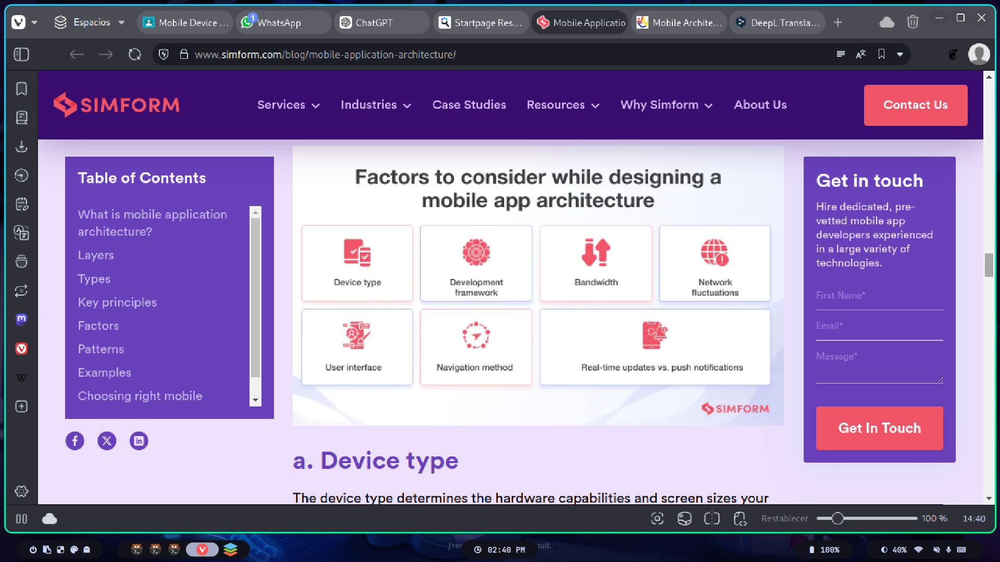 Espacios
Mobile Device ...
1
WhatsApp
ChatGPT
Startpage Res...
Mobile Applicatio
Mobile Archite...
DeepL Transla...
www.simform.com/blog/mobile-application-architecture/
SIMFORM
Services
Industries
Case Studies
Resources
Why Simform
About Us
Contact Us
Table of Contents
What is mobile application
architecture?
Layers
Types
Key principles
Factors
Patterns
Examples
Choosing right mobile
Factors to consider while designing a
mobile app architecture
Device type
Development
framework
Bandwidth
Network
fluctuations
User interface
Navigation method
Real-time updates vs. push notifications
SIMFORM
a. Device type
The device type determines the hardware capabilities and screen sizes your
Get in touch
Hire dedicated, pre-
vetted mobile app
developers experienced
in a large variety of
technologies.
First Name*
Email*
Message*
Get In Touch
W
Restablecer
100 %
14:40
J'rer
02:40 PM
nuit.
100%
40%